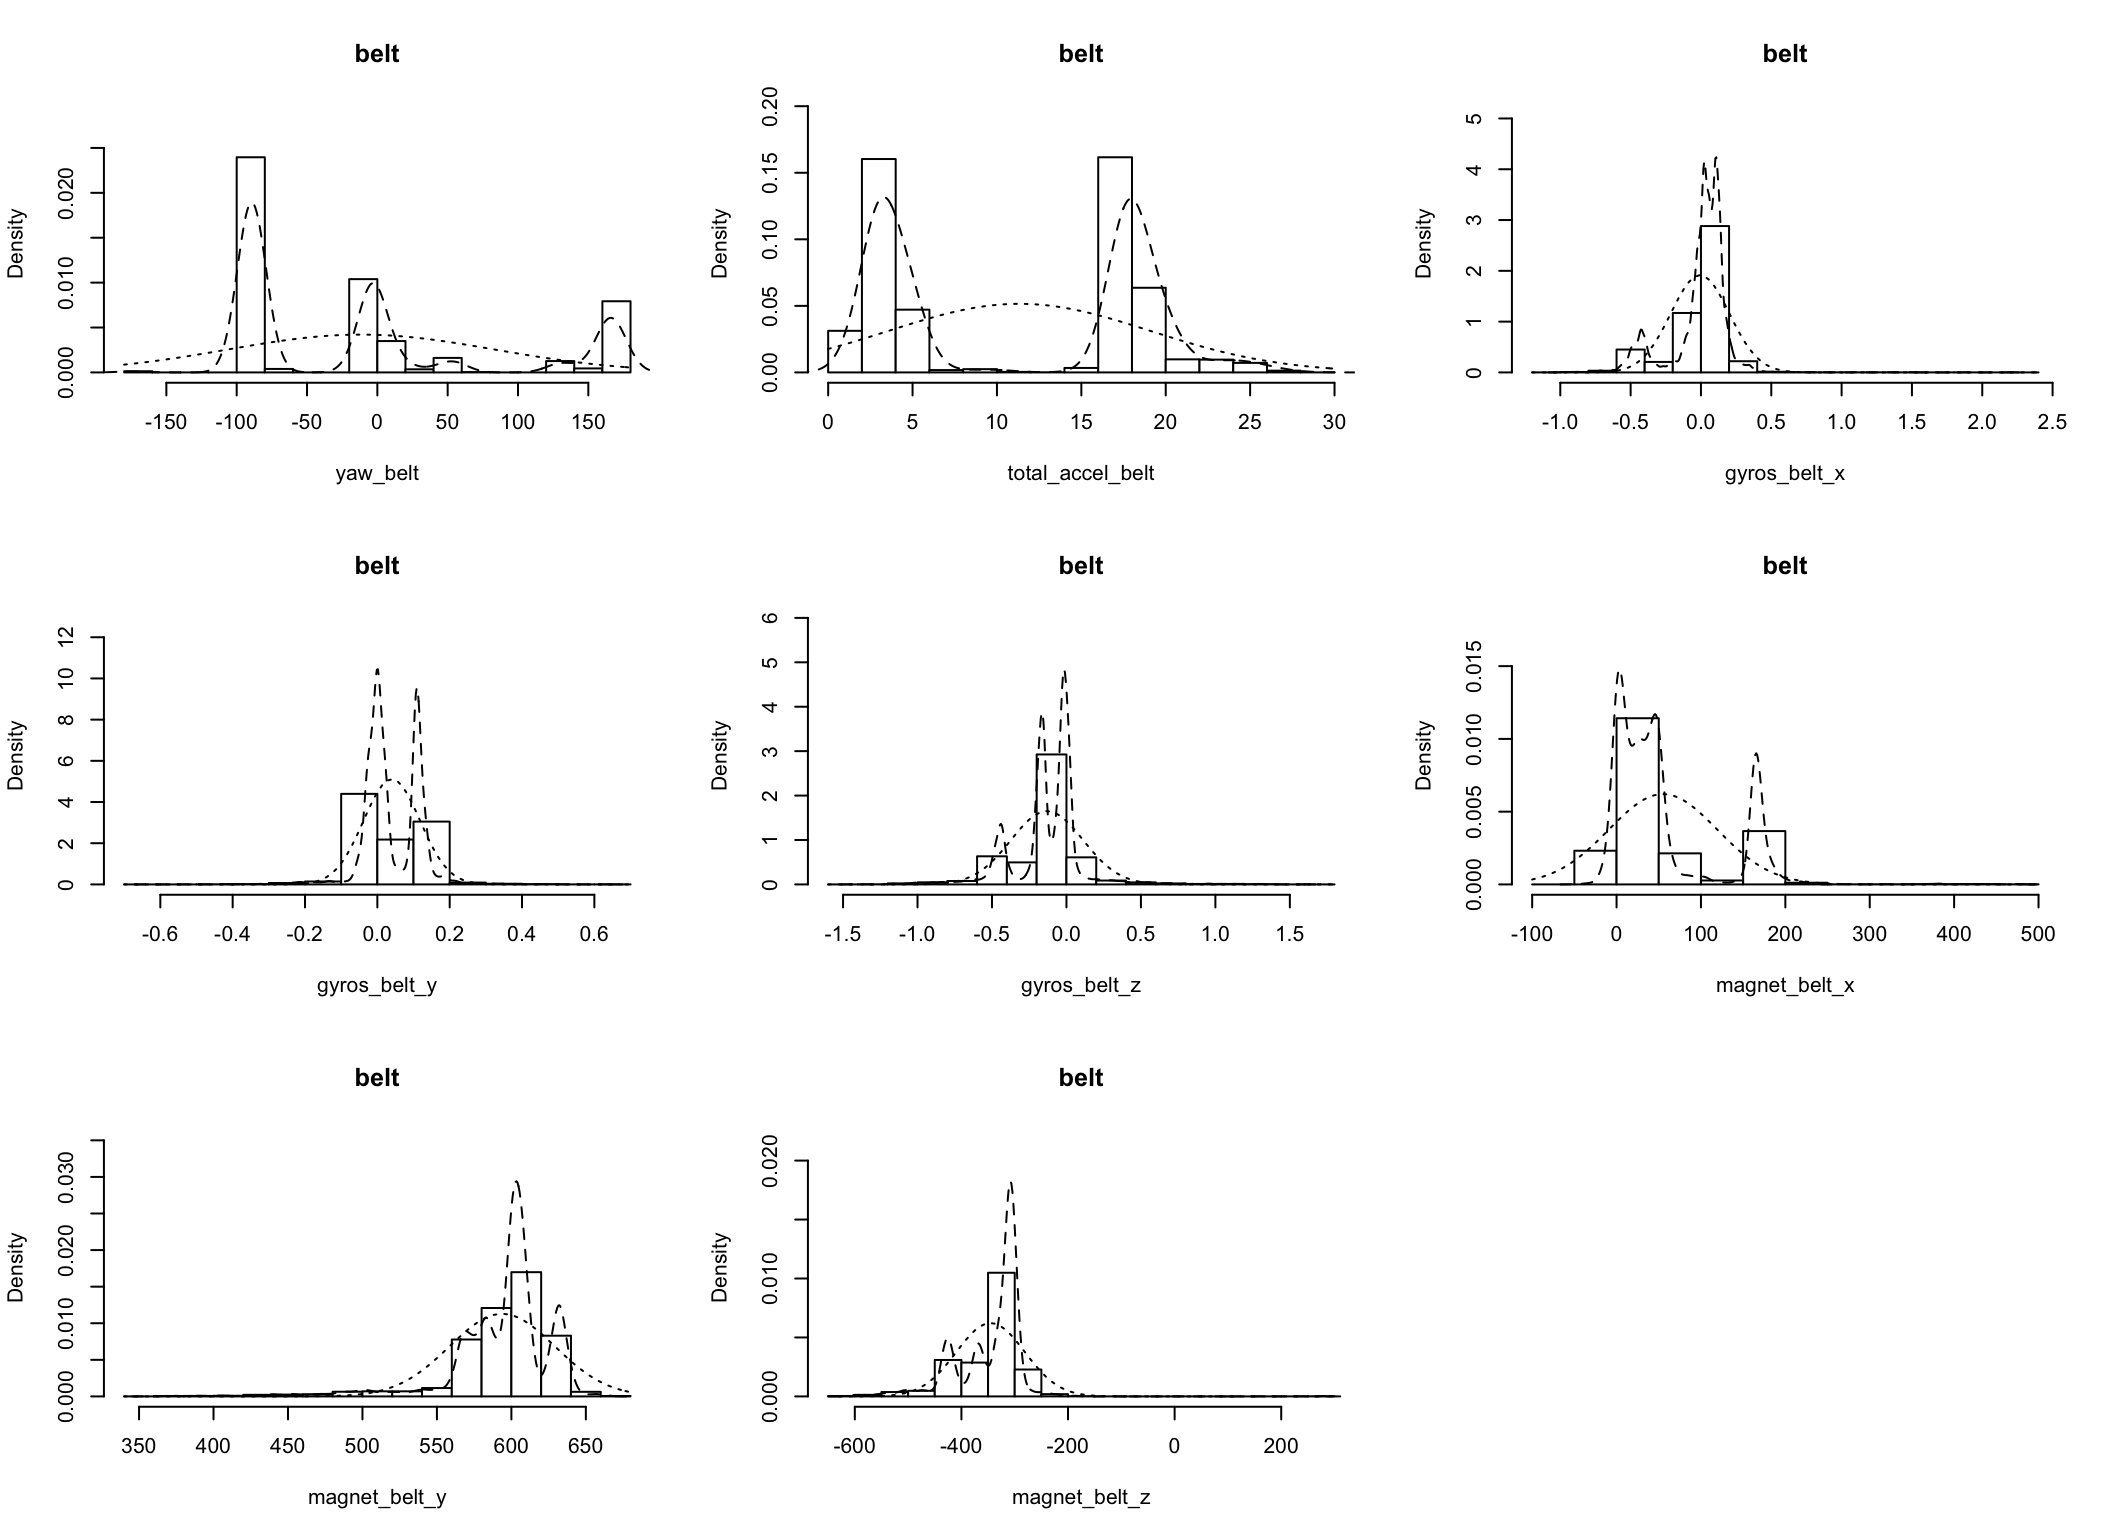 belt
Density
0.000 0.010 0.020
-150 -100 -50 0 50 100 150
yaw_belt
belt
Density
0.00 0.05 0.10 0.15 0.20
0 5 10 15 20 25 30
total_accel_belt
belt
Density
0 1 2 3 4 5
-1.0 -0.5 0.0 0.5 1.0 1.5 2.0 2.5
gyros_belt_x
belt
Density
0 2 4 6 8 10 12
-0.6 -0.4 -0.2 0.0 0.2 0.4 0.6
gyros_belt_y
belt
Density
0 1 2 3 4 5 6
-1.5 -1.0 -0.5 0.0 0.5 1.0 1.5
gyros_belt_z
belt
Density
0.000 0.005 0.010 0.015
-100 0 100 200 300 400 500
magnet_belt_x
belt
Density
0.000 0.010 0.020 0.030
350 400 450 500 550 600 650
magnet_belt_y
belt
Density
0.000 0.010 0.020
-600 -400 -200 0 200
magnet_belt_z